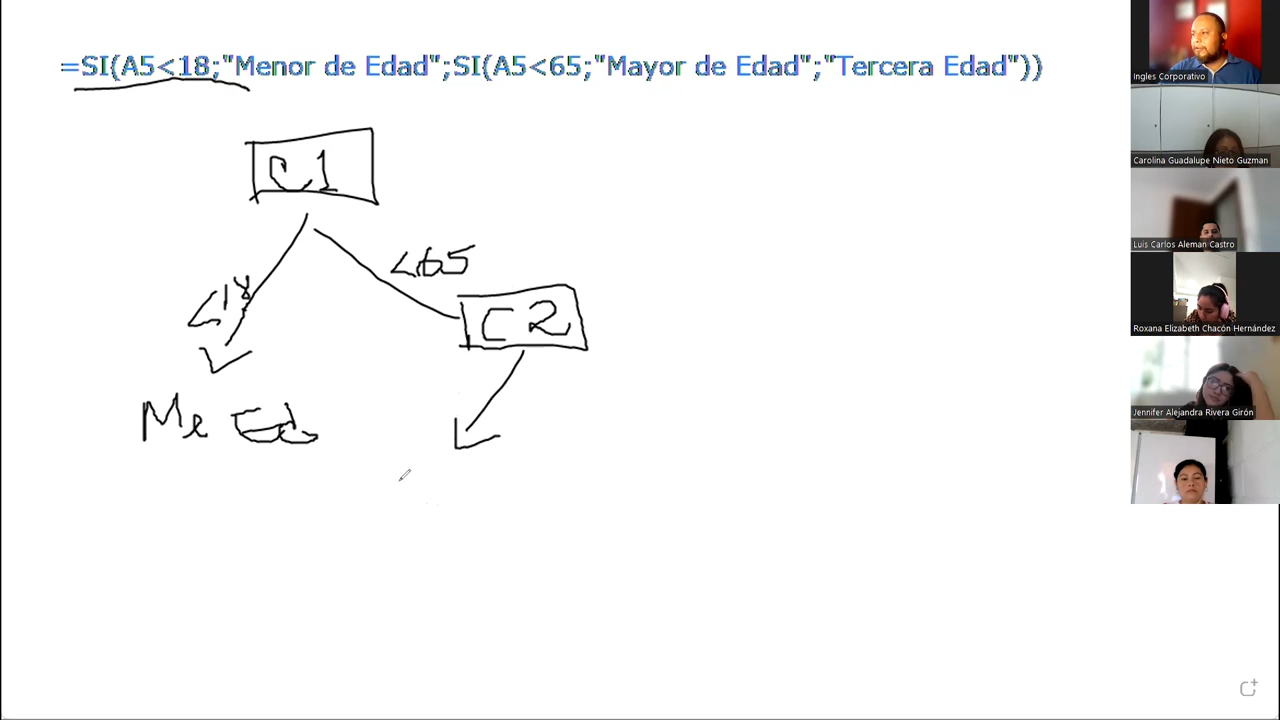 =SI(A5<18;"Menor de Edad";SI(A5<65;"Mayor de Edad";"Tercera Edad"))
C1
<65
<18
C2
Me Ed
Ingles Corporativo
Carolina Guadalupe Nieto Guzman
Luis Carlos Aleman Castro
Roxana Elizabeth Chacón Hernández
Jennifer Alejandra Rivera Girón